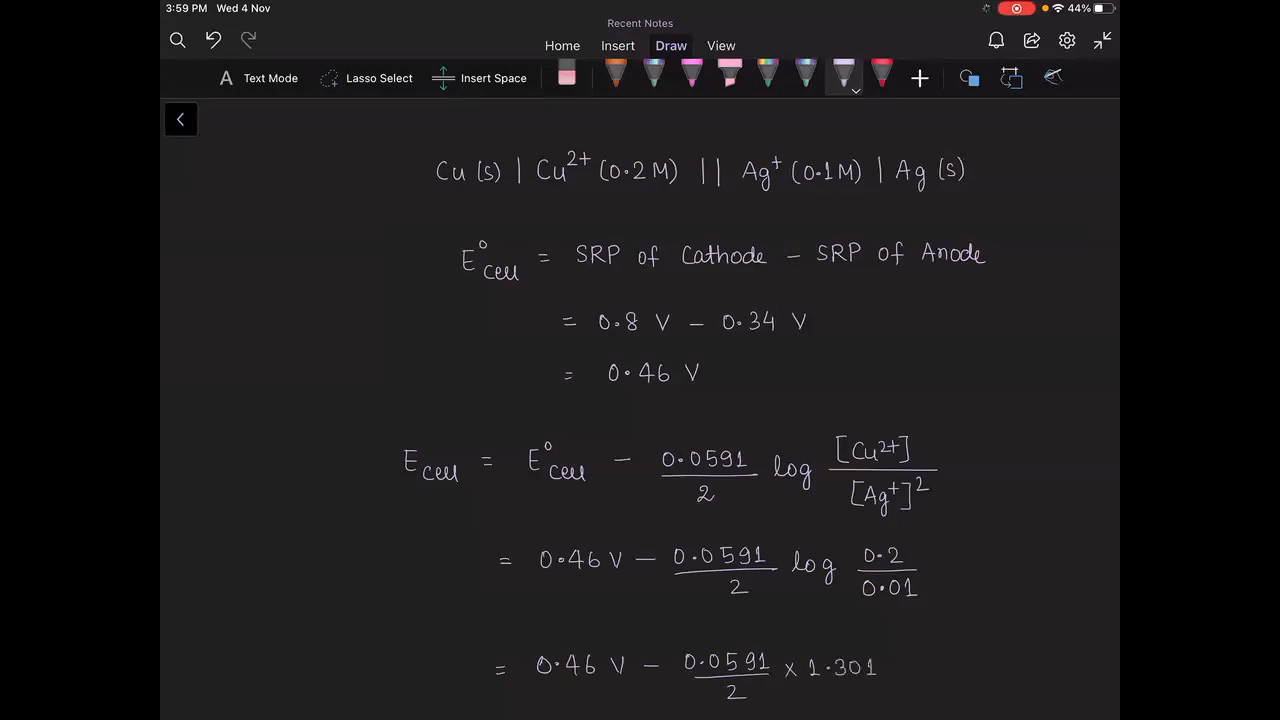 3:59 PM Wed 4 Nov
44%
Recent Notes
Home Insert Draw View
Text Mode Lasso Select Insert Space
Cu (s) | Cu²⁺ (0.2 M) || Ag⁺ (0.1 M) | Ag (s)
E°cell = SRP of Cathode - SRP of Anode
= 0.8 V - 0.34 V
= 0.46 V
Ecell = E°cell - 0.0591/2 log [Cu²⁺]/[Ag⁺]²
= 0.46 V - 0.0591/2 log 0.2/0.01
= 0.46 V - 0.0591/2 x 1.301